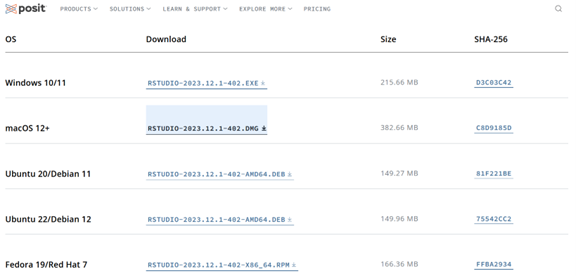 posit PRODUCTS SOLUTIONS LEARN & SUPPORT EXPLORE MORE PRICING
OS Download Size SHA-256
Windows 10/11 RSTUDIO-2023.12.1-402.EXE 215.66 MB D3C03C42
macOS 12+ RSTUDIO-2023.12.1-402.DMG 382.66 MB C8D9185D
Ubuntu 20/Debian 11 RSTUDIO-2023.12.1-402-AMD64.DEB 149.27 MB 81F221BE
Ubuntu 22/Debian 12 RSTUDIO-2023.12.1-402-AMD64.DEB 149.96 MB 75542CC2
Fedora 19/Red Hat 7 RSTUDIO-2023.12.1-402-X86_64.RPM 166.36 MB FFBA2934